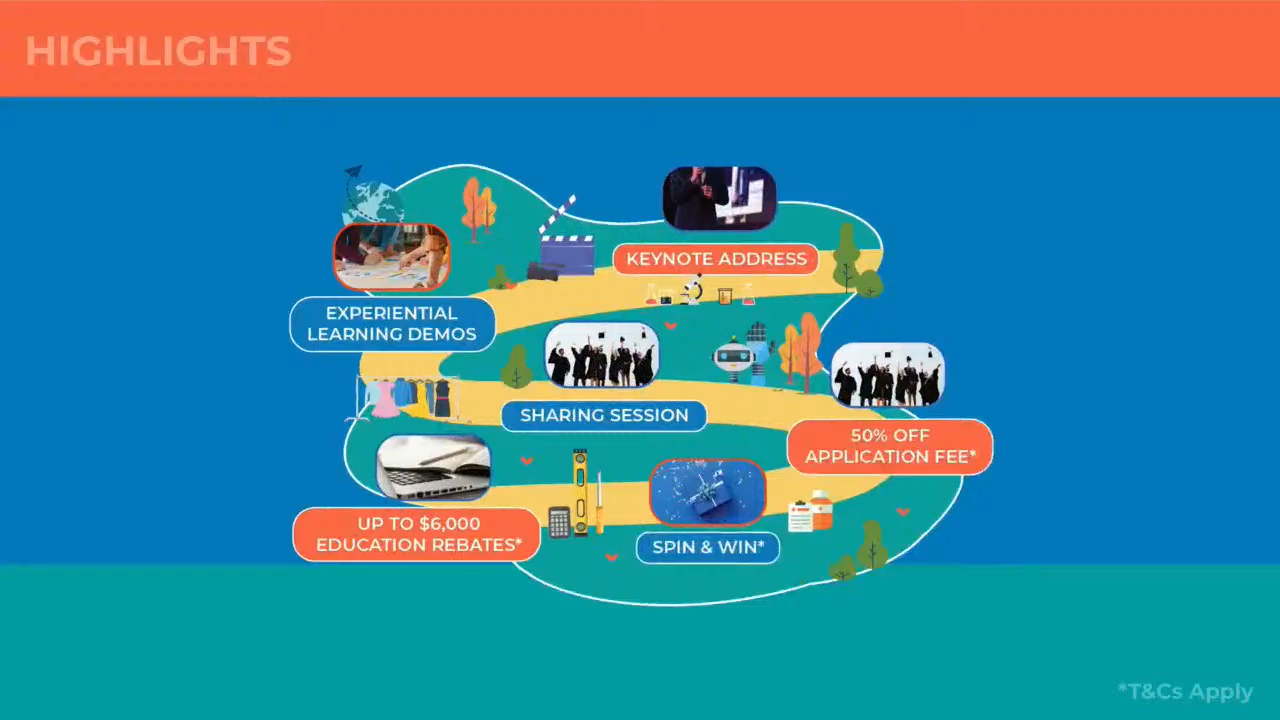 HIGHLIGHTS
KEYNOTE ADDRESS
EXPERIENTIAL
LEARNING DEMOS
SHARING SESSION
50% OFF
APPLICATION FEE*
UP TO $6,000
EDUCATION REBATES*
SPIN & WIN*
*T&Cs Apply